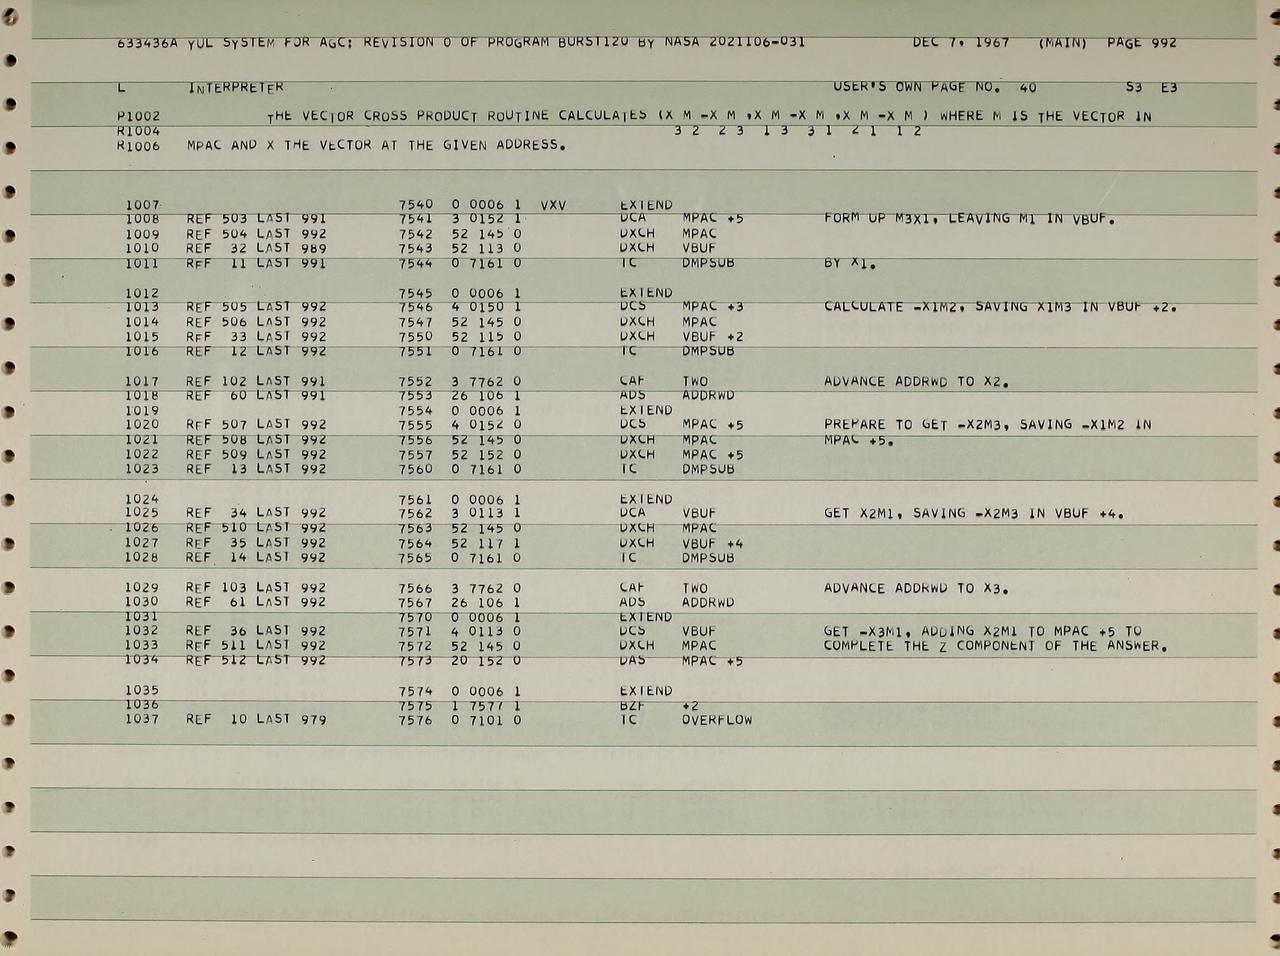 633436A YUL SYSTEM FOR AGC; REVISION 0 OF PROGRAM BURST120 BY NASA 2021106-031 DEC 7, 1967 (MAIN) PAGE 992
L INTERPRETER USER'S OWN PAGE NO. 40 S3 E3
P1002 THE VECTOR CROSS PRODUCT ROUTINE CALCULATES (X M -X M ,X M -X M ,X M -X M ) WHERE M IS THE VECTOR IN
R1004 3 2 2 3 1 3 3 1 2 1 1 2
R1006 MPAC AND X THE VECTOR AT THE GIVEN ADDRESS.
1007 7540 0 0006 1 VXV EXTEND
1008 REF 503 LAST 991 7541 3 0152 1 DCA MPAC +5 FORM UP M3X1, LEAVING M1 IN VBUF.
1009 REF 504 LAST 992 7542 52 145 0 DXCH MPAC
1010 REF 32 LAST 989 7543 52 113 0 DXCH VBUF
1011 REF 11 LAST 991 7544 0 7161 0 TC DMPSUB BY X1.
1012 7545 0 0006 1 EXTEND
1013 REF 505 LAST 992 7546 4 0150 1 DCS MPAC +3 CALCULATE -X1M2, SAVING X1M3 IN VBUF +2.
1014 REF 506 LAST 992 7547 52 145 0 DXCH MPAC
1015 REF 33 LAST 992 7550 52 115 0 DXCH VBUF +2
1016 REF 12 LAST 992 7551 0 7161 0 TC DMPSUB
1017 REF 102 LAST 991 7552 3 7762 0 CAF TWO ADVANCE ADDRWD TO X2.
1018 REF 60 LAST 991 7553 26 106 1 ADS ADDRWD
1019 7554 0 0006 1 EXTEND
1020 REF 507 LAST 992 7555 4 0152 0 DCS MPAC +5 PREPARE TO GET -X2M3, SAVING -X1M2 IN
1021 REF 508 LAST 992 7556 52 145 0 DXCH MPAC MPAC +5.
1022 REF 509 LAST 992 7557 52 152 0 DXCH MPAC +5
1023 REF 13 LAST 992 7560 0 7161 0 TC DMPSUB
1024 7561 0 0006 1 EXTEND
1025 REF 34 LAST 992 7562 3 0113 1 DCA VBUF GET X2M1, SAVING -X2M3 IN VBUF +4.
1026 REF 510 LAST 992 7563 52 145 0 DXCH MPAC
1027 REF 35 LAST 992 7564 52 117 1 DXCH VBUF +4
1028 REF 14 LAST 992 7565 0 7161 0 TC DMPSUB
1029 REF 103 LAST 992 7566 3 7762 0 CAF TWO ADVANCE ADDRWD TO X3.
1030 REF 61 LAST 992 7567 26 106 1 ADS ADDRWD
1031 7570 0 0006 1 EXTEND
1032 REF 36 LAST 992 7571 4 0113 0 DCS VBUF GET -X3M1, ADDING X2M1 TO MPAC +5 TO
1033 REF 511 LAST 992 7572 52 145 0 DXCH MPAC COMPLETE THE Z COMPONENT OF THE ANSWER.
1034 REF 512 LAST 992 7573 20 152 0 DAS MPAC +5
1035 7574 0 0006 1 EXTEND
1036 7575 1 7577 1 BZF +2
1037 REF 10 LAST 979 7576 0 7101 0 TC OVERFLOW